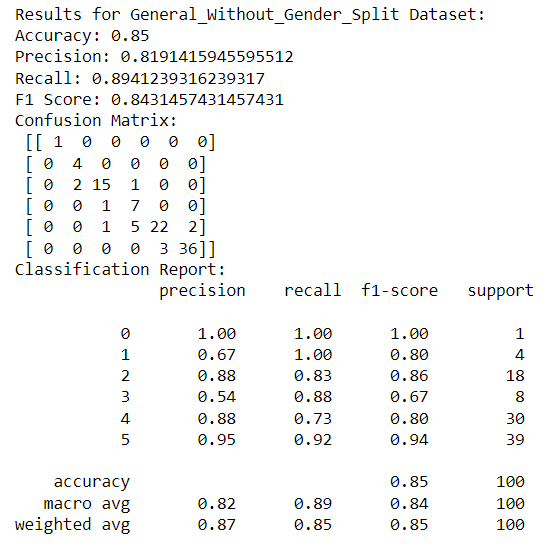 Results for General_Without_Gender_Split Dataset:
Accuracy: 0.85
Precision: 0.8191415945595512
Recall: 0.8941239316239317
F1 Score: 0.8431457431457431
Confusion Matrix:
[[ 1  0  0  0  0  0]
[ 0  4  0  0  0  0]
[ 0  2 15  1  0  0]
[ 0  0  1  7  0  0]
[ 0  0  1  5 22  2]
[ 0  0  0  0  3 36]]
Classification Report:
precision    recall  f1-score   support
0       1.00      1.00      1.00         1
1       0.67      1.00      0.80         4
2       0.88      0.83      0.86        18
3       0.54      0.88      0.67         8
4       0.88      0.73      0.80        30
5       0.95      0.92      0.94        39
accuracy                           0.85       100
macro avg       0.82      0.89      0.84       100
weighted avg       0.87      0.85      0.85       100